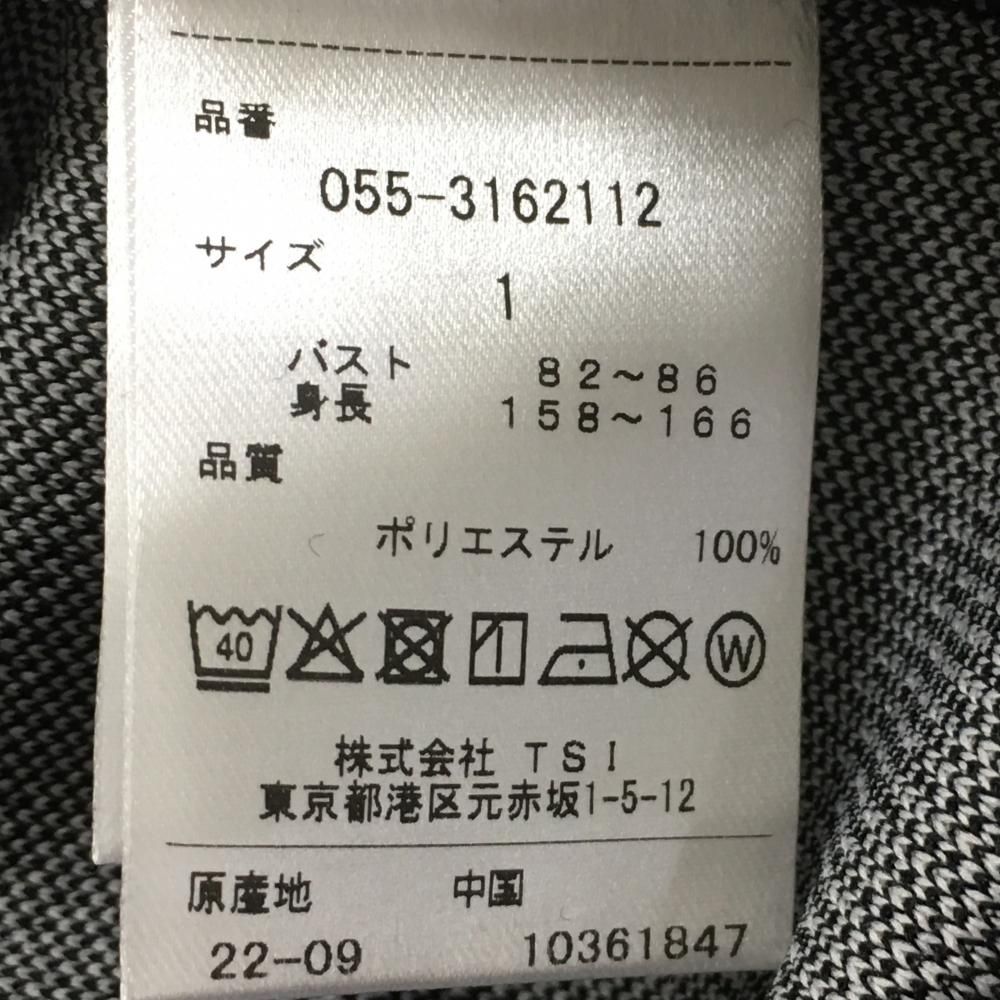 品番
055-3162112
サイズ
1
バスト 82~86
身長 158~166
品質
ポリエステル 100%
40 W
株式会社 TSI
東京都港区元赤坂1-5-12
原産地 中国
22-09 10361847